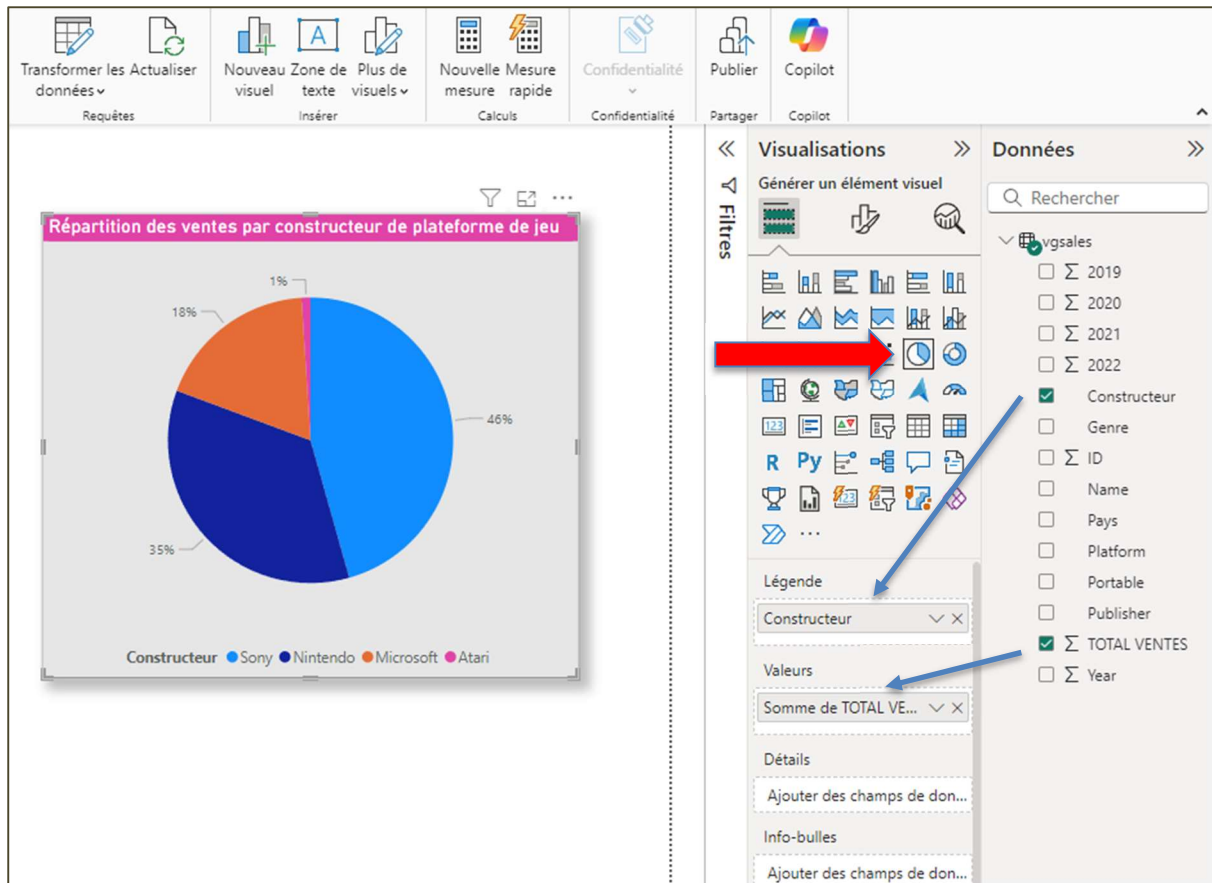 Transformer les Actualiser
données
Nouveau Zone de Plus de
visuel texte visuels
Nouvelle Mesure
mesure rapide
Confidentialité
Publier
Copilot
Requêtes
Insérer
Calculs
Confidentialité
Partager
Copilot
Répartition des ventes par constructeur de plateforme de jeu
1%
18%
46%
35%
Constructeur Sony Nintendo Microsoft Atari
Filtres
Visualisations
Générer un élément visuel
123
R Py
123
Légende
Constructeur
Valeurs
Somme de TOTAL VE...
Détails
Ajouter des champs de don...
Info-bulles
Ajouter des champs de don...
Données
Rechercher
vgsales
Σ 2019
Σ 2020
Σ 2021
Σ 2022
Constructeur
Genre
Σ ID
Name
Pays
Platform
Portable
Publisher
Σ TOTAL VENTES
Σ Year